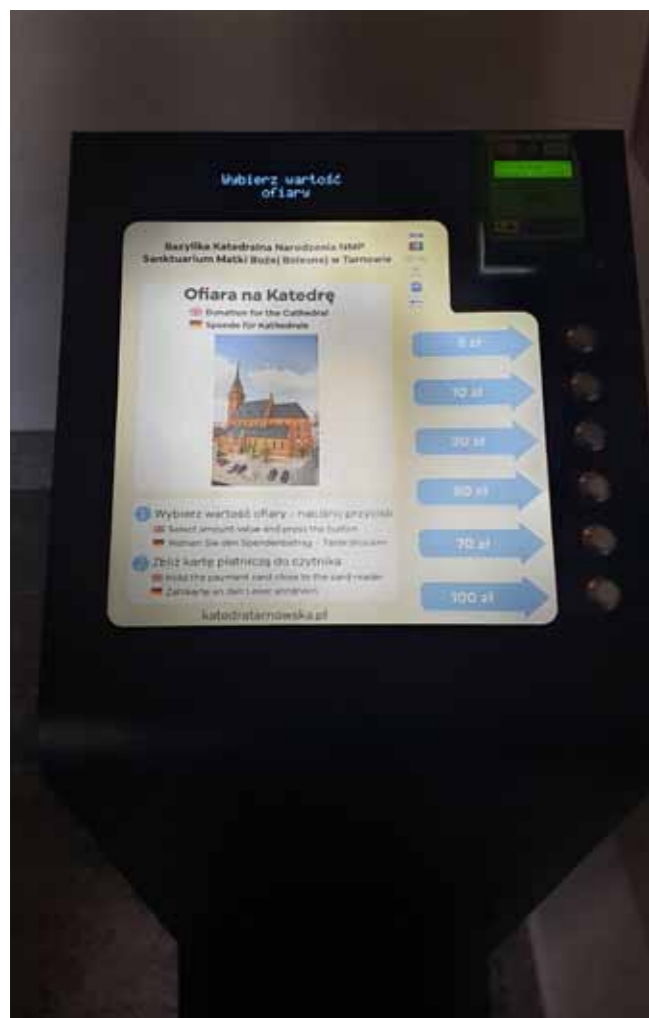 Wybierz wartość
ofiary
Bazylika Katedralna Narodzenia NMP
Sanktuarium Matki Bożej Bolesnej w Tarnowie
Ofiara na Katedrę
Donation for the Cathedral
Spende für Kathedrale
5 zł
10 zł
20 zł
50 zł
70 zł
100 zł
1 Wybierz wartość ofiary - naciśnij przycisk
Select amount value and press the button
Wählen Sie den Spendenbetrag - Taste drücken
2 Zbliż kartę płatniczą do czytnika
Hold the payment card close to the card reader
Zahlkarte an den Leser annähern
katedratarnowska.pl